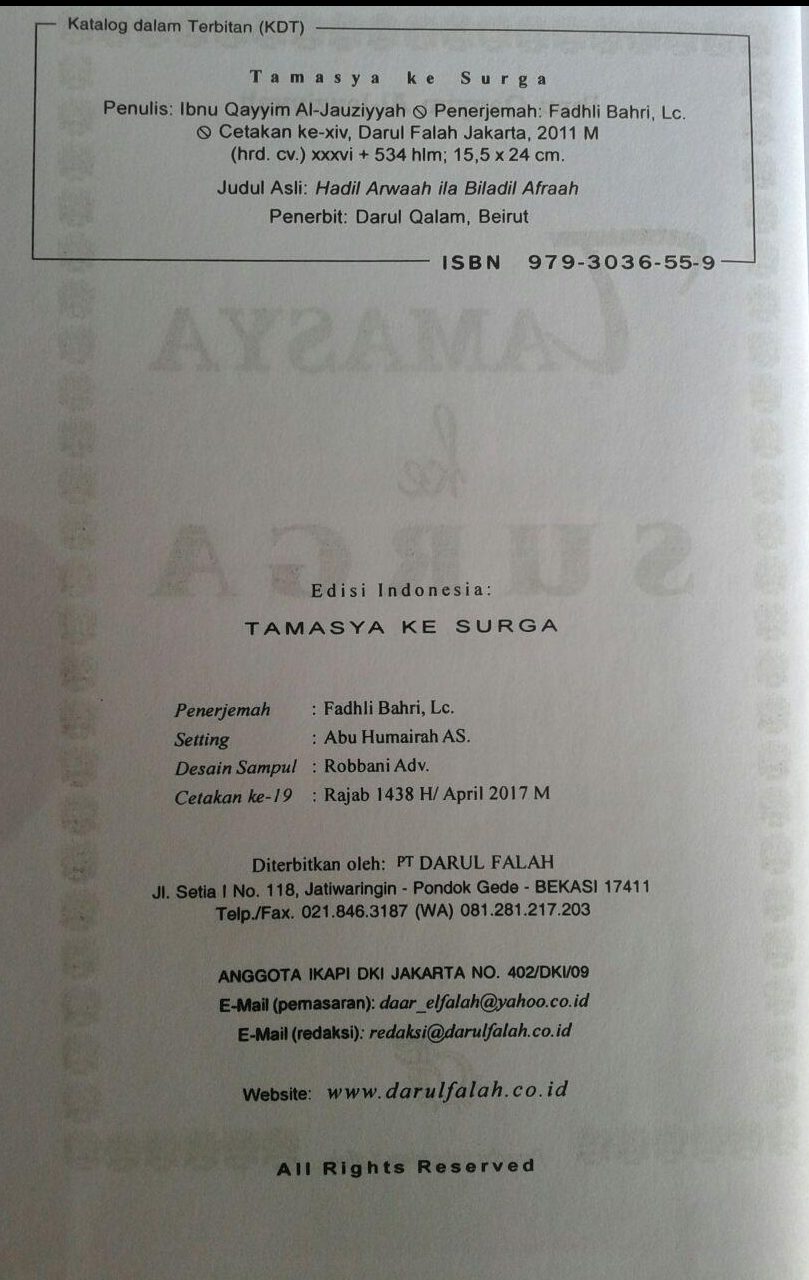 Katalog dalam Terbitan (KDT)
Tamasya ke Surga
Penulis: Ibnu Qayyim Al-Jauziyyah ⦸ Penerjemah: Fadhli Bahri, Lc.
⦸ Cetakan ke-xiv, Darul Falah Jakarta, 2011 M
(hrd. cv.) xxxvi + 534 hlm; 15,5 x 24 cm.
Judul Asli: Hadil Arwaah ila Biladil Afraah
Penerbit: Darul Qalam, Beirut
ISBN 979-3036-55-9
TAMASYA
ke
SURGA
Edisi Indonesia:
TAMASYA KE SURGA
Penerjemah : Fadhli Bahri, Lc.
Setting : Abu Humairah AS.
Desain Sampul : Robbani Adv.
Cetakan ke-19 : Rajab 1438 H/ April 2017 M
Diterbitkan oleh: PT DARUL FALAH
Jl. Setia I No. 118, Jatiwaringin - Pondok Gede - BEKASI 17411
Telp./Fax. 021.846.3187 (WA) 081.281.217.203
ANGGOTA IKAPI DKI JAKARTA NO. 402/DKI/09
E-Mail (pemasaran): daar_elfalah@yahoo.co.id
E-Mail (redaksi): redaksi@darulfalah.co.id
Website: www.darulfalah.co.id
All Rights Reserved